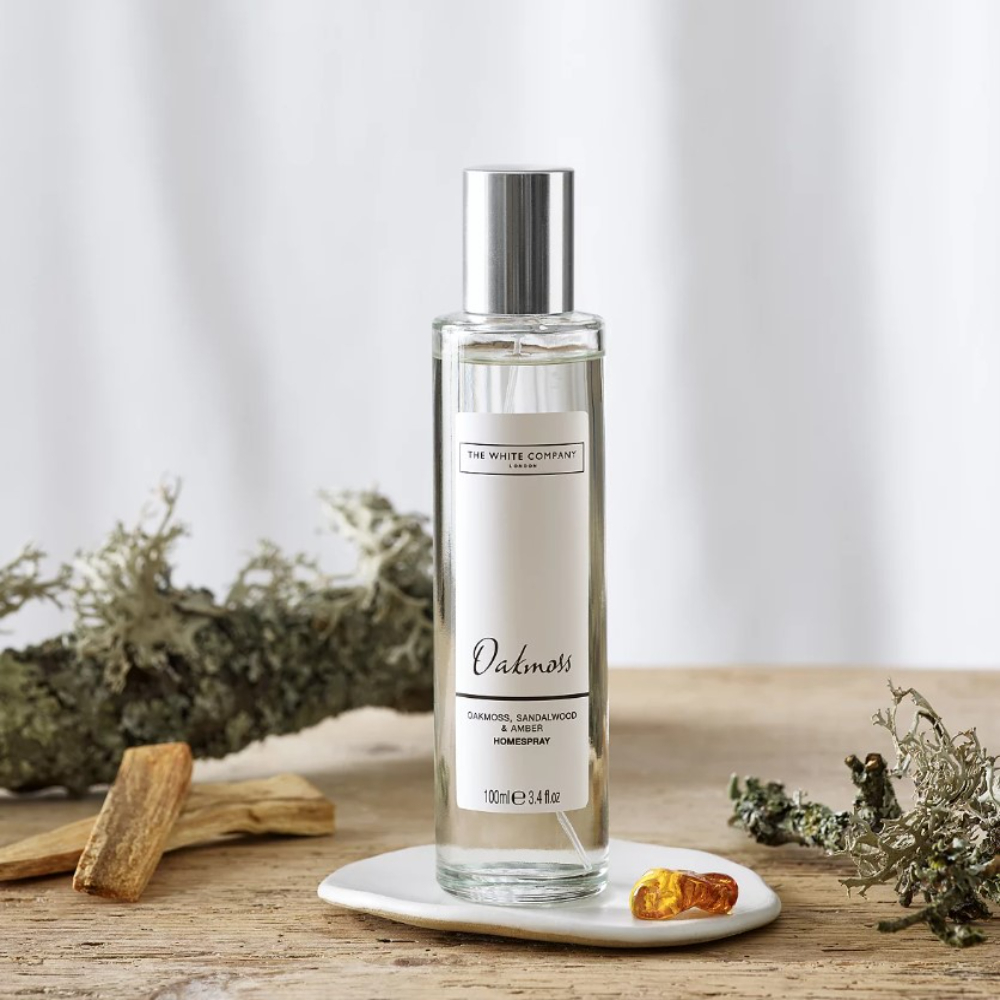 THE WHITE COMPANY
LONDON
Oakmoss
OAKMOSS, SANDALWOOD
& AMBER
HOMESPRAY
100ml ℮ 3.4 fl.oz